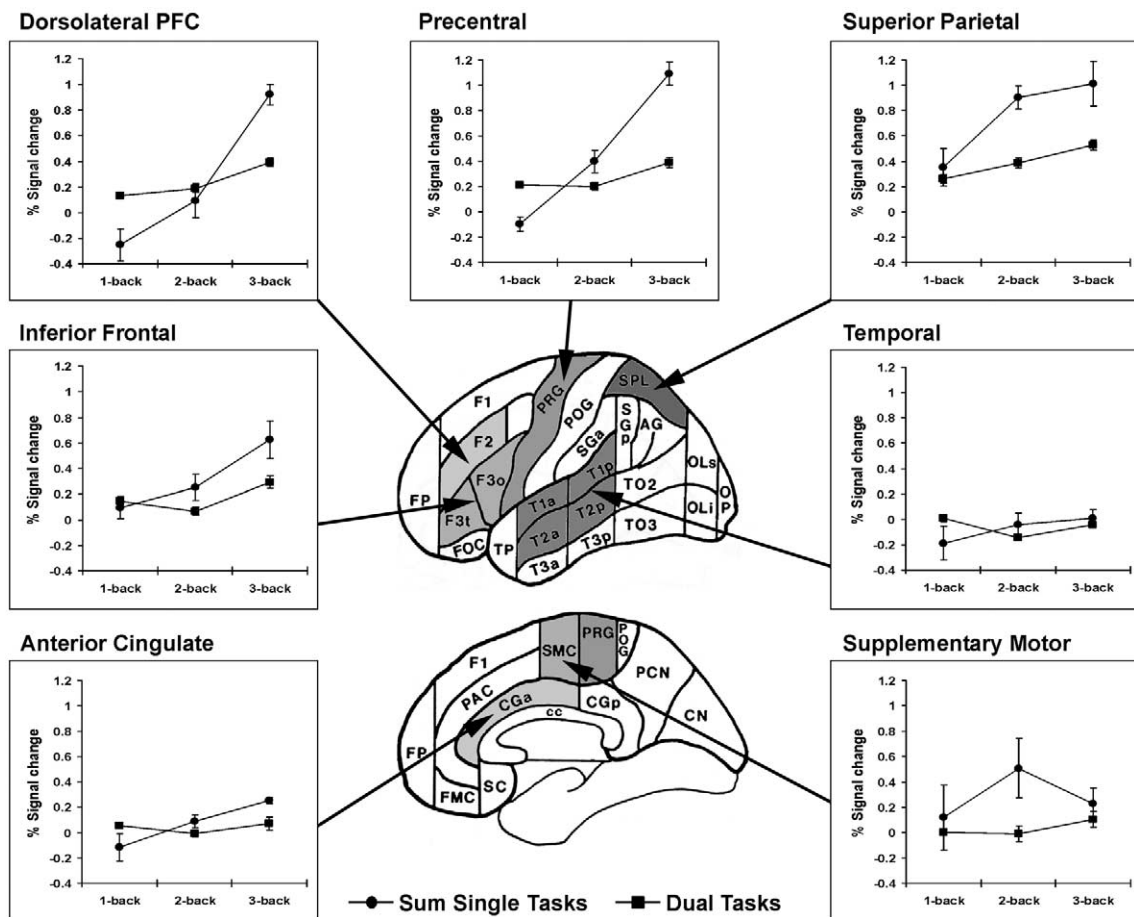 Dorsolateral PFC
Precentral
Superior Parietal
% Signal change
1.2
1
0.8
0.6
0.4
0.2
0
-0.2
-0.4
1-back 2-back 3-back
% Signal change
1.2
1
0.8
0.6
0.4
0.2
0
-0.2
-0.4
1-back 2-back 3-back
% Signal change
1.2
1
0.8
0.6
0.4
0.2
0
-0.2
-0.4
1-back 2-back 3-back
Inferior Frontal
% Signal change
1.2
1
0.8
0.6
0.4
0.2
0
-0.2
-0.4
1-back 2-back 3-back
F1
PRG
POG
SPL
F2
SGa
SGp
AG
F3o
FP
F3t
T1a
T1p
TO2
OLs
OP
FOC
TP
T2a
T2p
TO3
OLi
T3a
T3p
Temporal
% Signal change
1.2
1
0.8
0.6
0.4
0.2
0
-0.2
-0.4
1-back 2-back 3-back
Anterior Cingulate
% Signal change
1.2
1
0.8
0.6
0.4
0.2
0
-0.2
-0.4
1-back 2-back 3-back
F1
SMC
PRG
POG
PAC
PCN
CGa
CGp
cc
CN
FP
FMC
SC
Supplementary Motor
% Signal change
1.2
1
0.8
0.6
0.4
0.2
0
-0.2
-0.4
1-back 2-back 3-back
Sum Single Tasks Dual Tasks